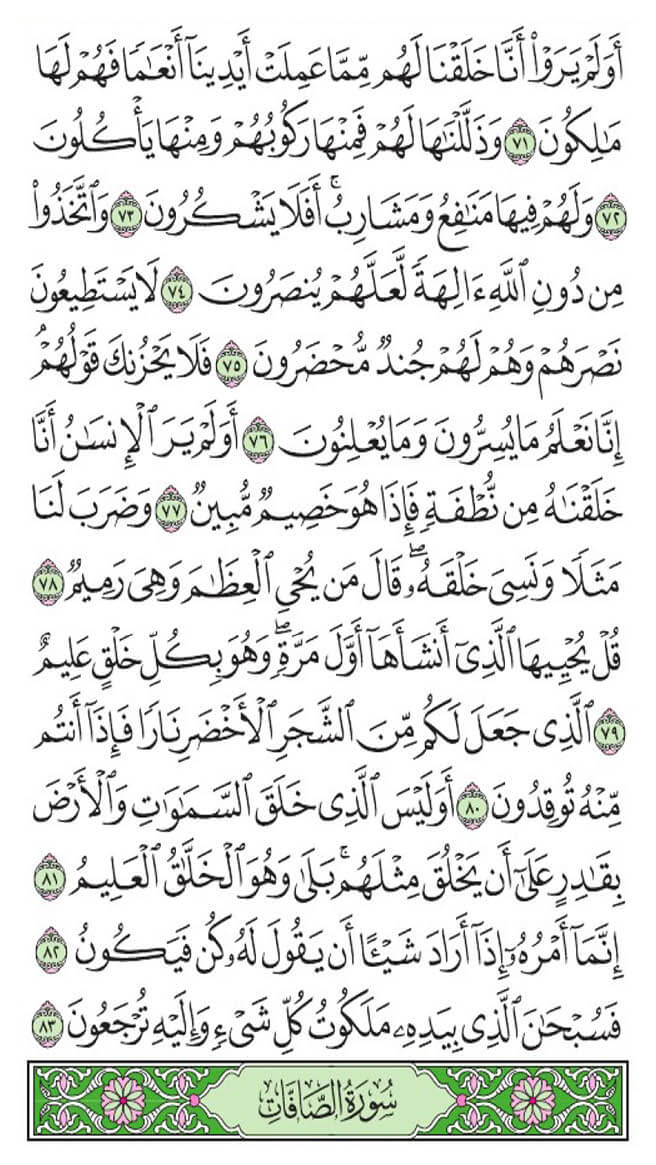 أَوَلَمْ يَرَوْا۟ أَنَّا خَلَقْنَا لَهُم مِّمَّا عَمِلَتْ أَيْدِينَآ أَنْعَـٰمًا فَهُمْ لَهَا
مَـٰلِكُونَ ٧١ وَذَلَّلْنَـٰهَا لَهُمْ فَمِنْهَا رَكُوبُهُمْ وَمِنْهَا يَأْكُلُونَ
٧٢ وَلَهُمْ فِيهَا مَنَـٰفِعُ وَمَشَارِبُ ۚ أَفَلَا يَشْكُرُونَ ٧٣ وَٱتَّخَذُوا۟
مِن دُونِ ٱللَّهِ ءَالِهَةً لَّعَلَّهُمْ يُنصَرُونَ ٧٤ لَا يَسْتَطِيعُونَ
نَصْرَهُمْ وَهُمْ لَهُمْ جُندٌ مُّحْضَرُونَ ٧٥ فَلَا يَحْزُنكَ قَوْلُهُمْ
إِنَّا نَعْلَمُ مَا يُسِرُّونَ وَمَا يُعْلِنُونَ ٧٦ أَوَلَمْ يَرَ ٱلْإِنسَـٰنُ أَنَّا
خَلَقْنَـٰهُ مِن نُّطْفَةٍ فَإِذَا هُوَ خَصِيمٌ مُّبِينٌ ٧٧ وَضَرَبَ لَنَا
مَثَلًا وَنَسِىَ خَلْقَهُۥ ۖ قَالَ مَن يُحْىِ ٱلْعِظَـٰمَ وَهِىَ رَمِيمٌ ٧٨
قُلْ يُحْيِيهَا ٱلَّذِىٓ أَنشَأَهَآ أَوَّلَ مَرَّةٍ ۖ وَهُوَ بِكُلِّ خَلْقٍ عَلِيمٌ
٧٩ ٱلَّذِى جَعَلَ لَكُم مِّنَ ٱلشَّجَرِ ٱلْأَخْضَرِ نَارًا فَإِذَآ أَنتُم
مِّنْهُ تُوقِدُونَ ٨٠ أَوَلَيْسَ ٱلَّذِى خَلَقَ ٱلسَّمَـٰوَٰتِ وَٱلْأَرْضَ
بِقَـٰدِرٍ عَلَىٰٓ أَن يَخْلُقَ مِثْلَهُم ۚ بَلَىٰ وَهُوَ ٱلْخَلَّـٰقُ ٱلْعَلِيمُ ٨١
إِنَّمَآ أَمْرُهُۥٓ إِذَآ أَرَادَ شَيْـًٔا أَن يَقُولَ لَهُۥ كُن فَيَكُونُ ٨٢
فَسُبْحَـٰنَ ٱلَّذِى بِيَدِهِۦ مَلَكُوتُ كُلِّ شَىْءٍ وَإِلَيْهِ تُرْجَعُونَ ٨٣
سُورَةُ الصَّافَّاتِ